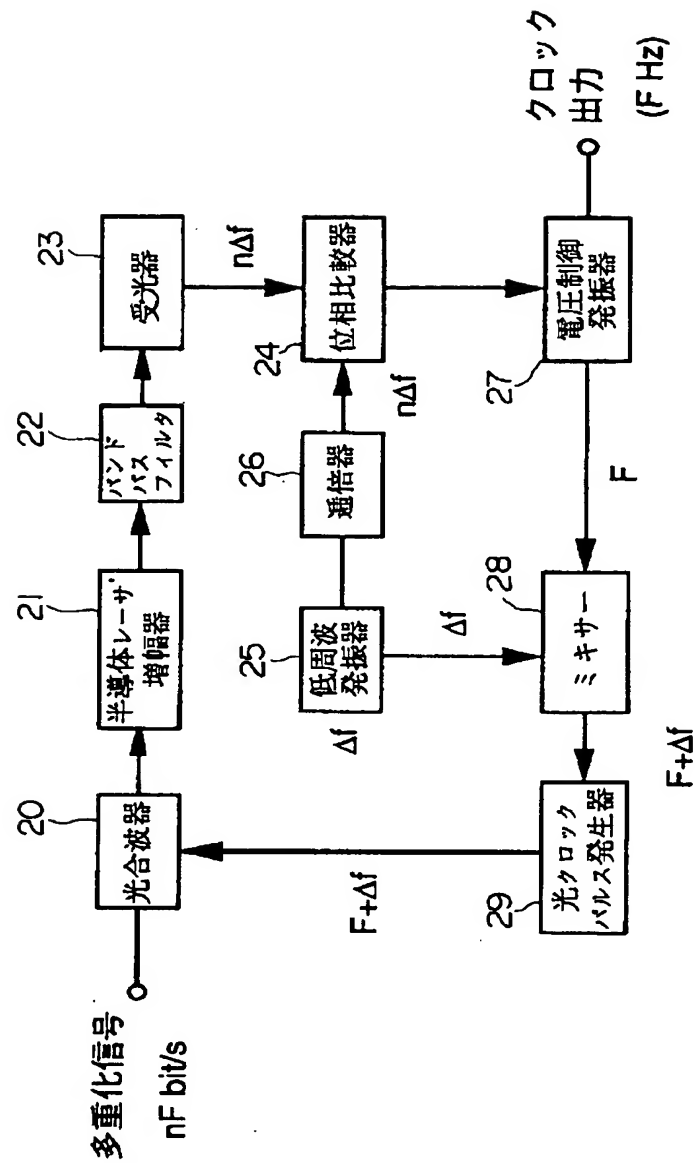 多重化信号
nF bit/s
20
光合波器
21
半導体レーザ
増幅器
22
バンド
パス
フィルタ
23
受光器
nΔf
24
位相比較器
nΔf
26
逓倍器
25
低周波
発振器
Δf
Δf
27
電圧制御
発振器
クロック
出力
(F Hz)
F
28
ミキサー
F+Δf
29
光クロック
パルス発生器
F+Δf